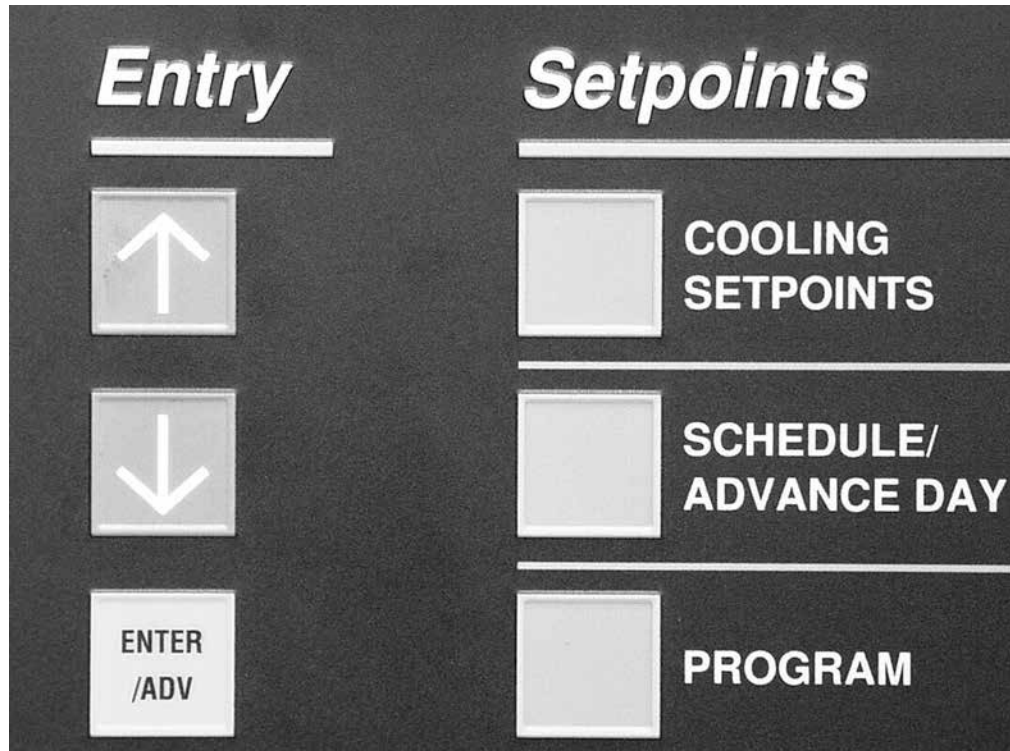 Entry
ENTER
/ADV
Setpoints
COOLING
SETPOINTS
SCHEDULE/
ADVANCE DAY
PROGRAM